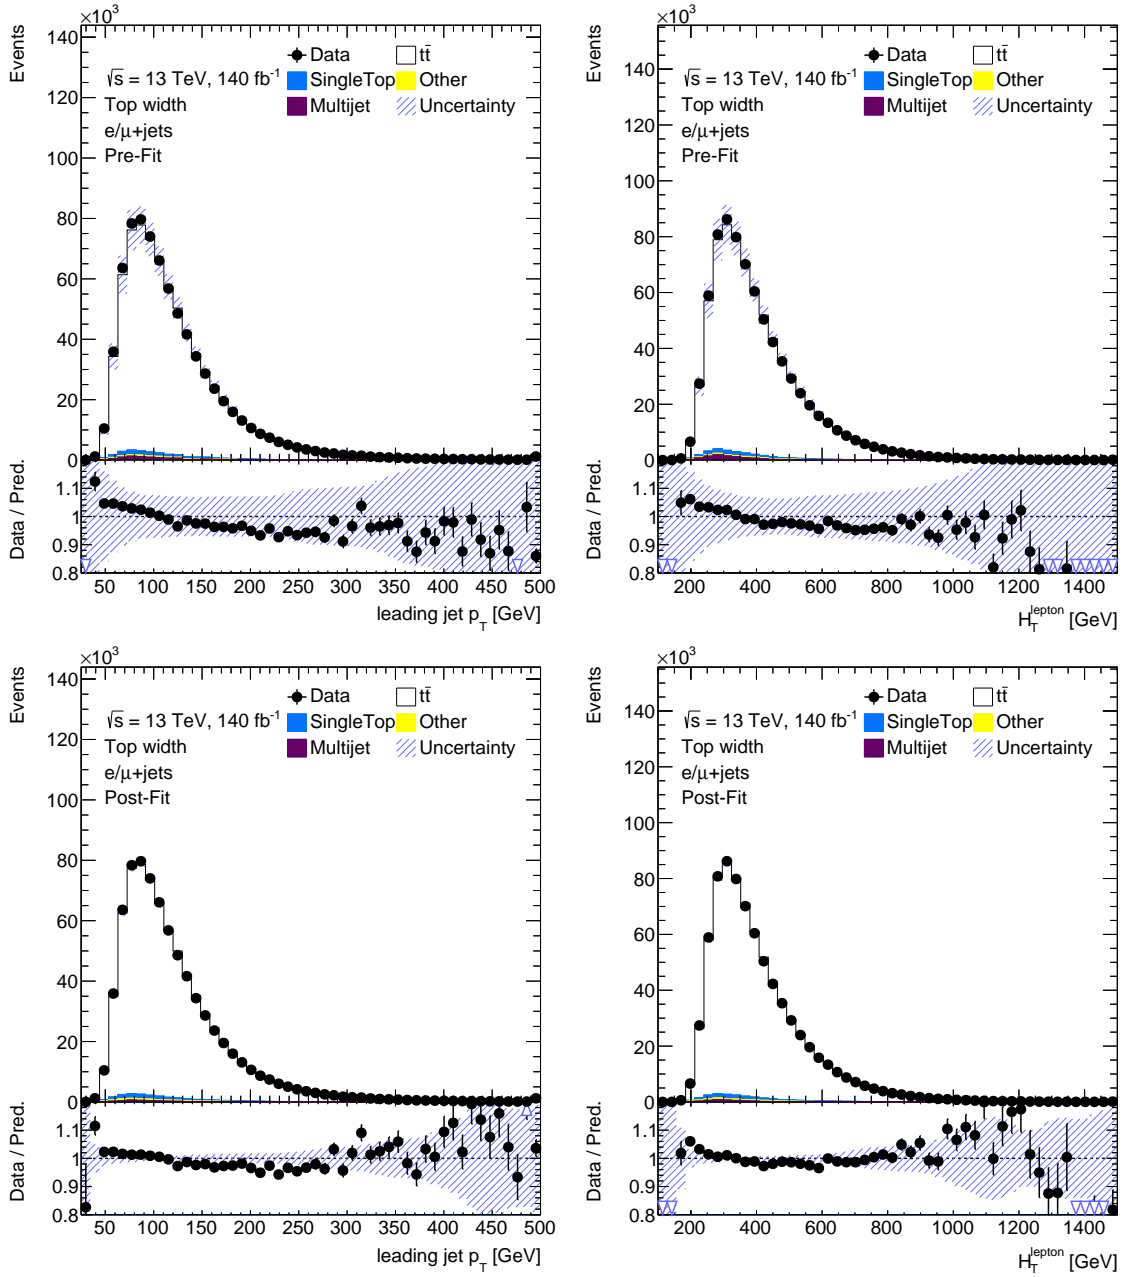 ×10³
Events
140
120
100
80
60
40
20
0
Data
tt̄
√s = 13 TeV, 140 fb⁻¹
SingleTop
Other
Top width
Multijet
Uncertainty
e/μ+jets
Pre-Fit
Data / Pred.
1.1
1
0.9
0.8
50 100 150 200 250 300 350 400 450 500
leading jet p_T [GeV]
×10³
Events
140
120
100
80
60
40
20
0
Data
tt̄
√s = 13 TeV, 140 fb⁻¹
SingleTop
Other
Top width
Multijet
Uncertainty
e/μ+jets
Pre-Fit
Data / Pred.
1.1
1
0.9
0.8
200 400 600 800 1000 1200 1400
H_T^lepton [GeV]
×10³
Events
140
120
100
80
60
40
20
0
Data
tt̄
√s = 13 TeV, 140 fb⁻¹
SingleTop
Other
Top width
Multijet
Uncertainty
e/μ+jets
Post-Fit
Data / Pred.
1.1
1
0.9
0.8
50 100 150 200 250 300 350 400 450 500
leading jet p_T [GeV]
×10³
Events
140
120
100
80
60
40
20
0
Data
tt̄
√s = 13 TeV, 140 fb⁻¹
SingleTop
Other
Top width
Multijet
Uncertainty
e/μ+jets
Post-Fit
Data / Pred.
1.1
1
0.9
0.8
200 400 600 800 1000 1200 1400
H_T^lepton [GeV]